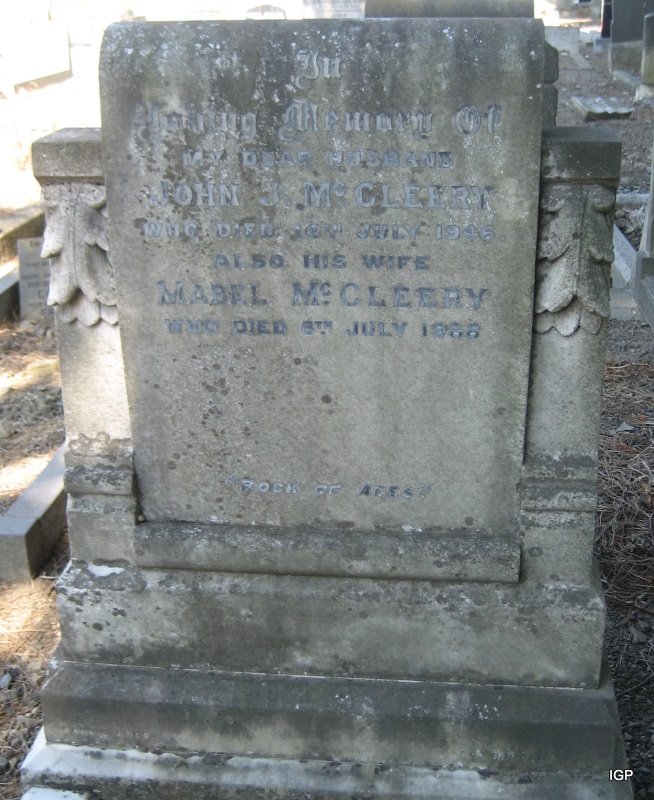 In
Loving Memory Of
MY DEAR HUSBAND
JOHN J. McCLEERY
WHO DIED 16TH JULY 1946.
ALSO HIS WIFE
MABEL McCLEERY
WHO DIED 6TH JULY 1968
"ROCK OF AGES"
IGP